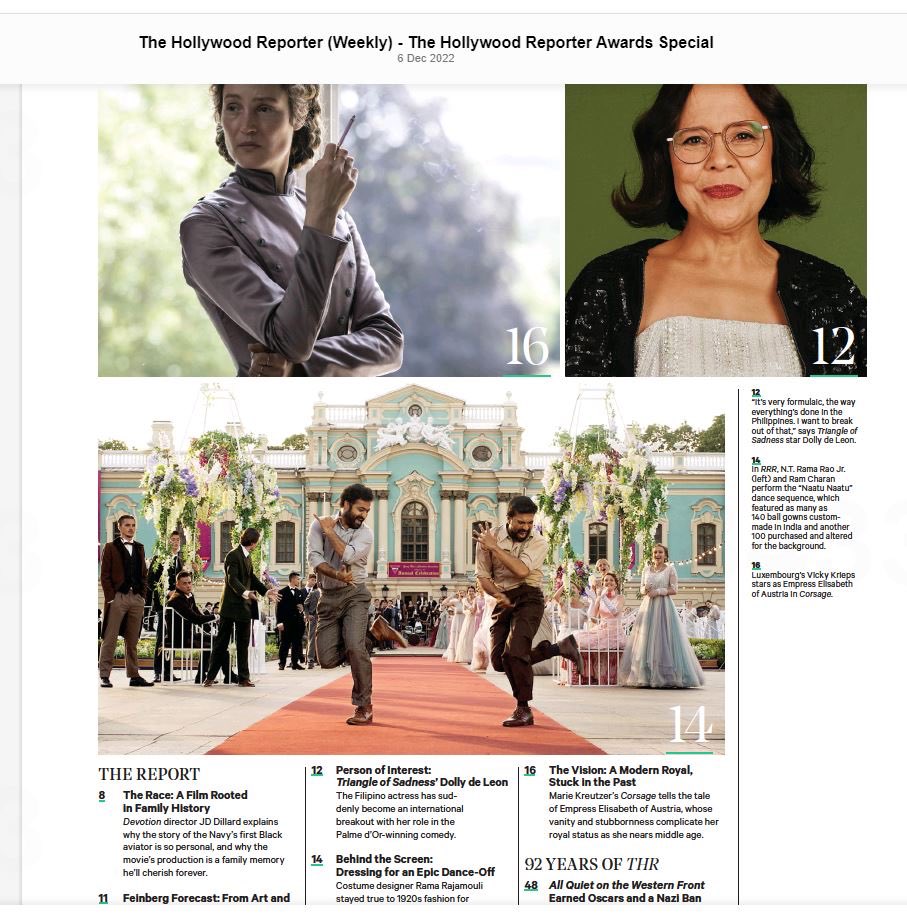 The Hollywood Reporter (Weekly) - The Hollywood Reporter Awards Special
6 Dec 2022
16
12
14
12
"It's very formulaic, the way
everything's done in the
Philippines. I want to break
out of that," says Triangle of
Sadness star Dolly de Leon.
14
In RRR, N.T. Rama Rao Jr.
(left) and Ram Charan
perform the "Naatu Naatu"
dance sequence, which
featured as many as
140 ball gowns custom-
made in India and another
100 purchased and altered
for the background.
16
Luxembourg's Vicky Krieps
stars as Empress Elisabeth
of Austria in Corsage.
THE REPORT
8 The Race: A Film Rooted
in Family History
Devotion director JD Dillard explains
why the story of the Navy's first Black
aviator is so personal, and why the
movie's production is a family memory
he'll cherish forever.
11 Feinberg Forecast: From Art and
12 Person of Interest:
Triangle of Sadness' Dolly de Leon
The Filipino actress has sud-
denly become an international
breakout with her role in the
Palme d'Or-winning comedy.
14 Behind the Screen:
Dressing for an Epic Dance-Off
Costume designer Rama Rajamouli
stayed true to 1920s fashion for
16 The Vision: A Modern Royal,
Stuck in the Past
Marie Kreutzer's Corsage tells the tale
of Empress Elisabeth of Austria, whose
vanity and stubbornness complicate her
royal status as she nears middle age.
92 YEARS OF THR
48 All Quiet on the Western Front
Earned Oscars and a Nazi Ban